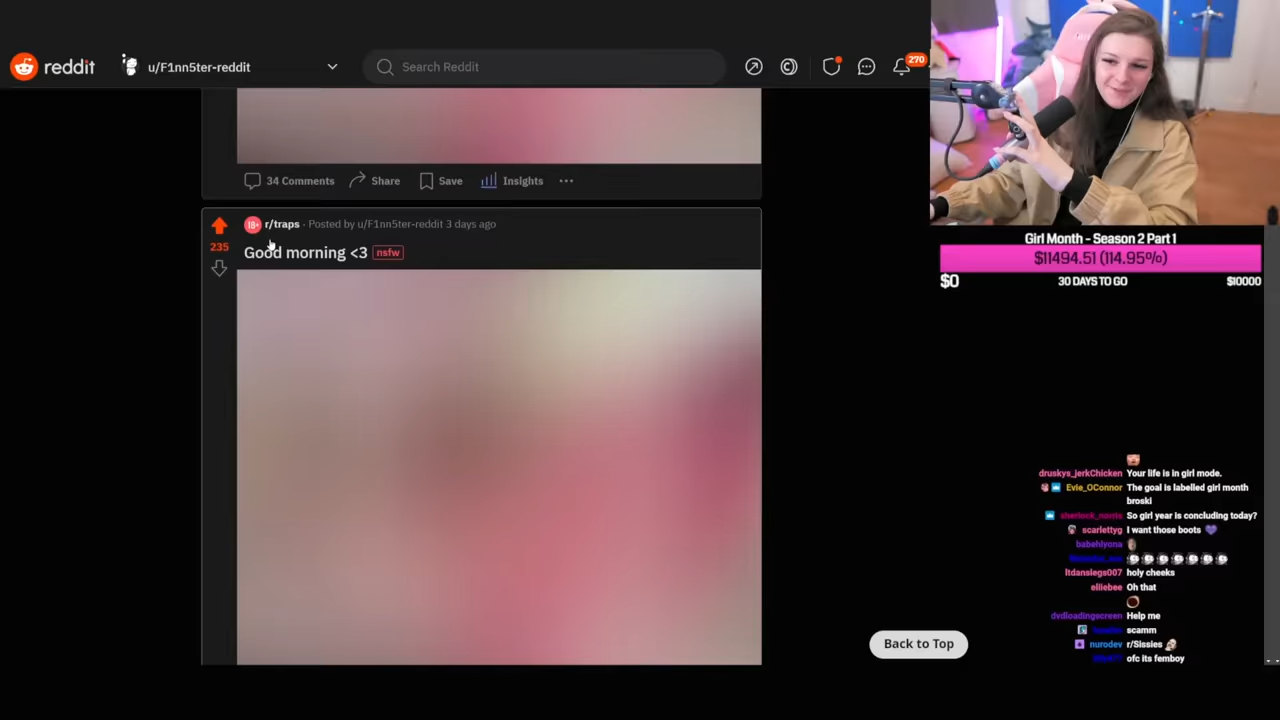 reddit
u/F1nn5ter-reddit
Search Reddit
270
34 Comments
Share
Save
Insights
18+ r/traps · Posted by u/F1nn5ter-reddit 3 days ago
235
Good morning <3 nsfw
Back to Top
Girl Month - Season 2 Part 1
$11494.51 (114.95%)
$0
30 DAYS TO GO
$10000
druskys_jerkChicken Your life is in girl mode.
Evie_OConnor The goal is labelled girl month
broski
sherlock_norris So girl year is concluding today?
scarlettyg I want those boots
babehlyona
ltdanslegs007 holy cheeks
elliebee Oh that
dvdloadingscreen Help me
scamm
nurodev r/Sissies
ofc its femboy